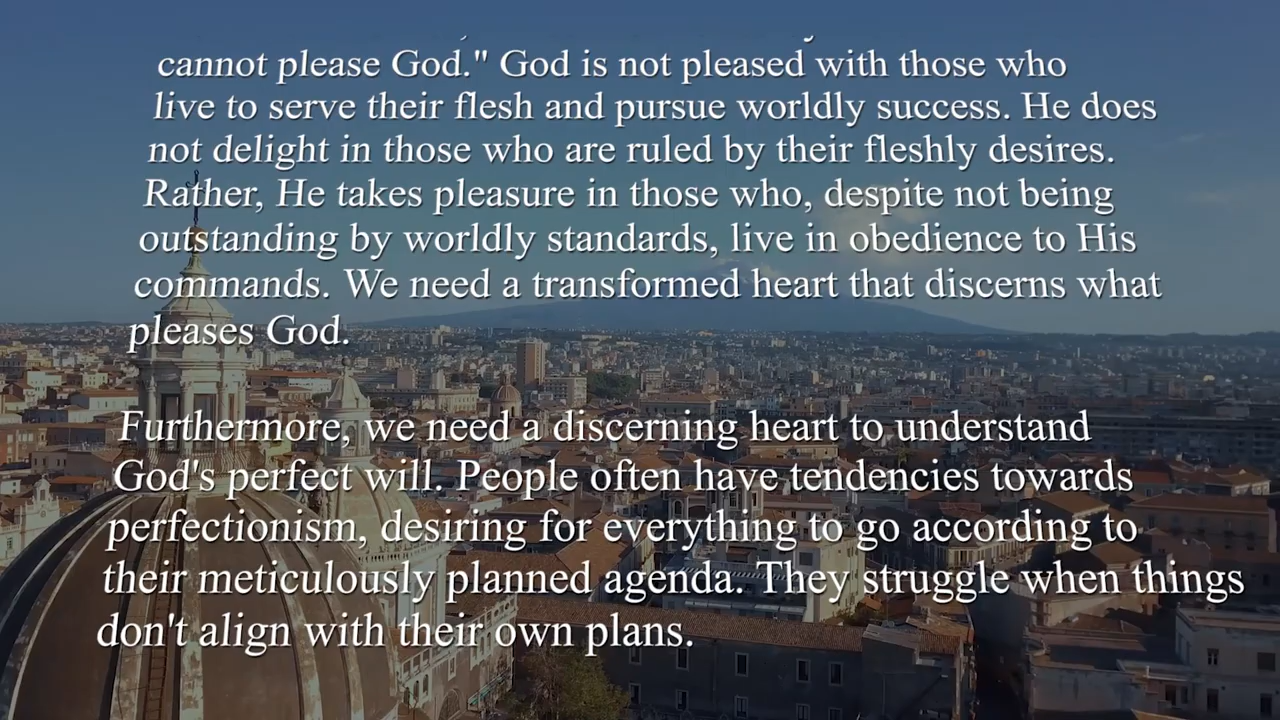 cannot please God." God is not pleased with those who
live to serve their flesh and pursue worldly success. He does
not delight in those who are ruled by their fleshly desires.
Rather, He takes pleasure in those who, despite not being
outstanding by worldly standards, live in obedience to His
commands. We need a transformed heart that discerns what
pleases God.
Furthermore, we need a discerning heart to understand
God's perfect will. People often have tendencies towards
perfectionism, desiring for everything to go according to
their meticulously planned agenda. They struggle when things
don't align with their own plans.